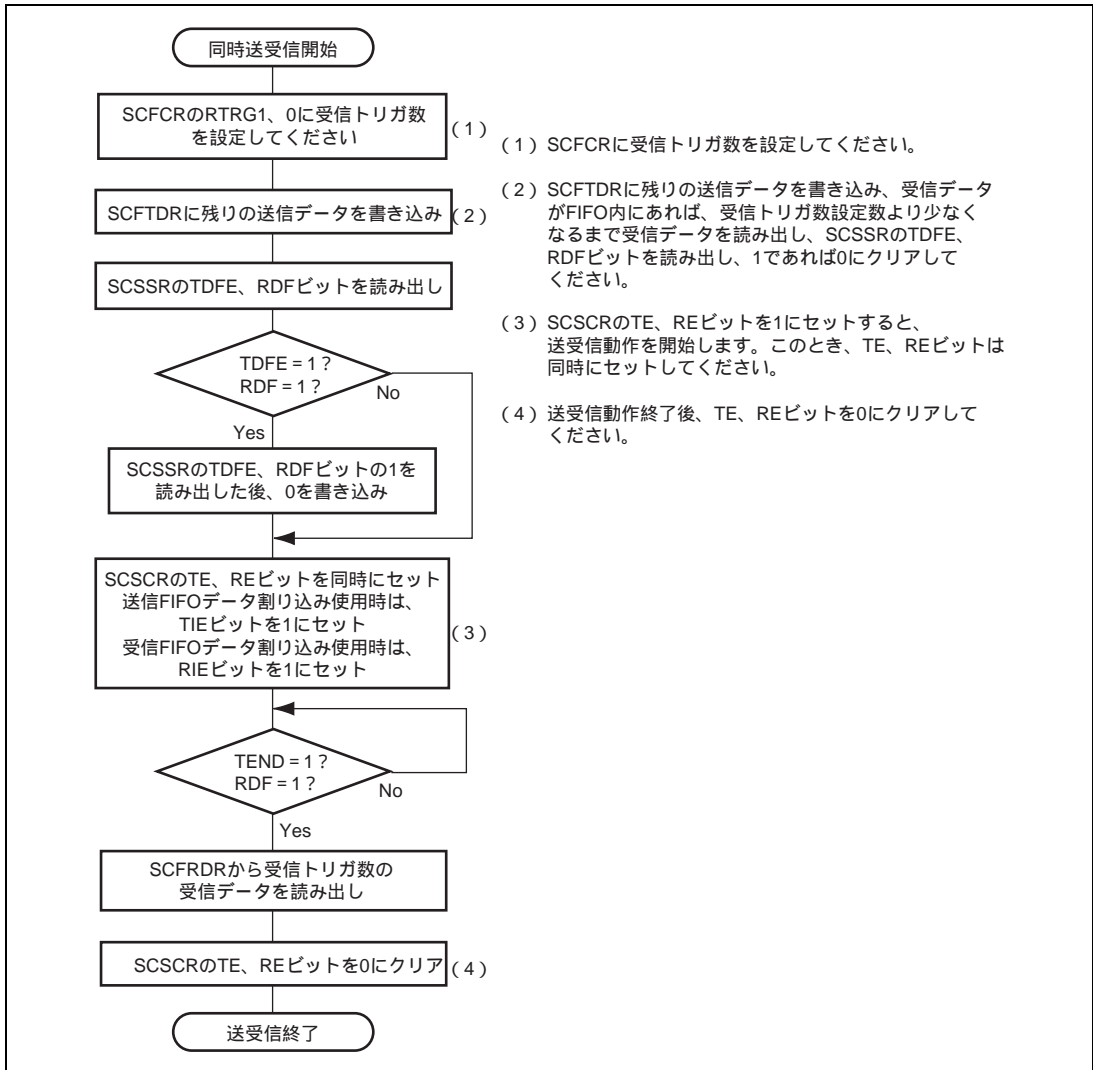 同時送受信開始
SCFCRのRTRG1、0に受信トリガ数
を設定してください
(1)
SCFTDRに残りの送信データを書き込み
(2)
SCSSRのTDFE、RDFビットを読み出し
TDFE = 1?
RDF = 1?
No
Yes
SCSSRのTDFE、RDFビットの1を
読み出した後、0を書き込み
SCSCRのTE、REビットを同時にセット
送信FIFOデータ割り込み使用時は、
TIEビットを1にセット
受信FIFOデータ割り込み使用時は、
RIEビットを1にセット
(3)
TEND = 1?
RDF = 1?
No
Yes
SCFRDRから受信トリガ数の
受信データを読み出し
SCSCRのTE、REビットを0にクリア
(4)
送受信終了
(1) SCFCRに受信トリガ数を設定してください。
(2) SCFTDRに残りの送信データを書き込み、受信データ
がFIFO内にあれば、受信トリガ数設定数より少なく
なるまで受信データを読み出し、SCSSRのTDFE、
RDFビットを読み出し、1であれば0にクリアして
ください。
(3) SCSCRのTE、REビットを1にセットすると、
送受信動作を開始します。このとき、TE、REビットは
同時にセットしてください。
(4) 送受信動作終了後、TE、REビットを0にクリアして
ください。